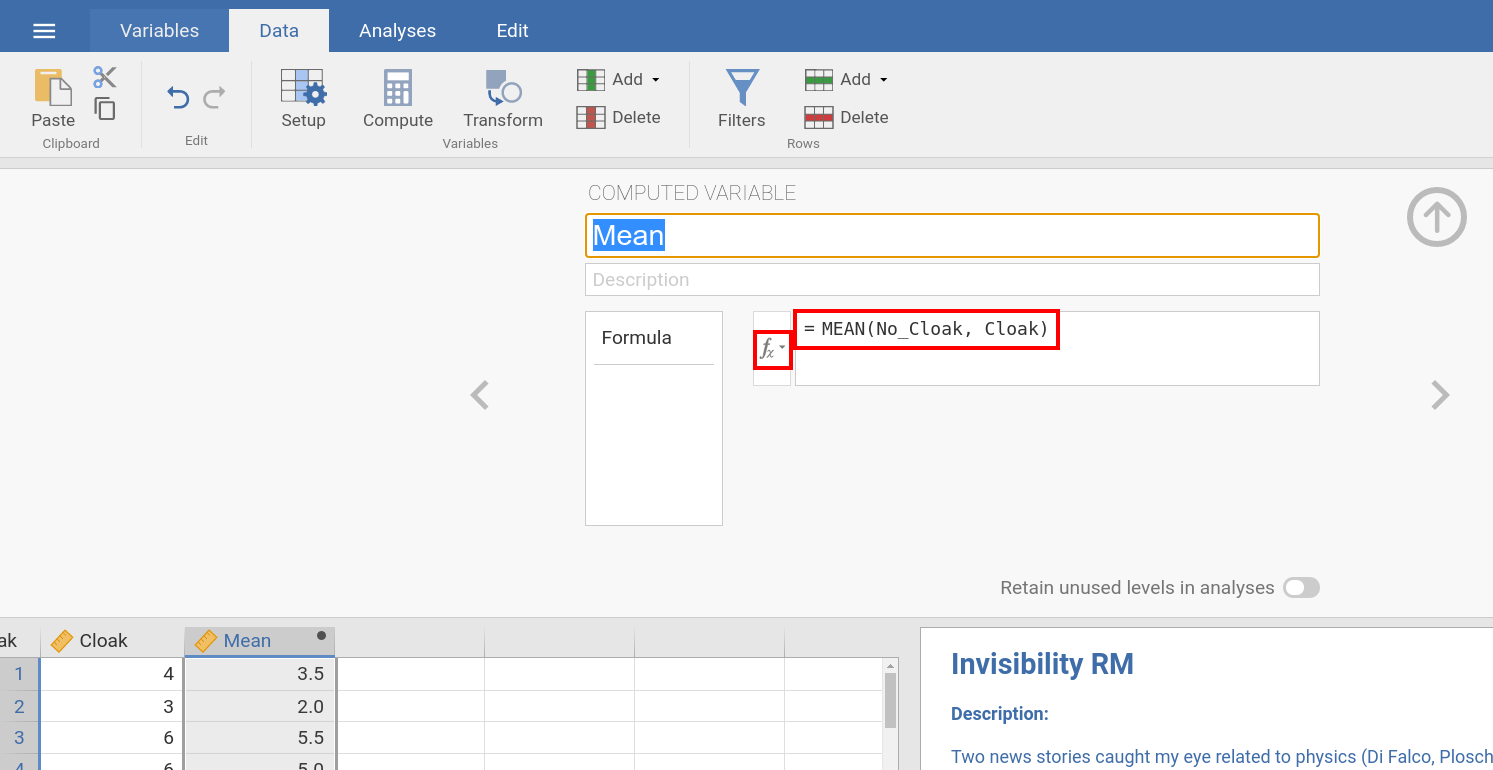 Variables Data Analyses Edit
Add Add
Paste Setup Compute Transform Delete Filters Delete
Clipboard Edit Variables Rows
COMPUTED VARIABLE
Mean
Description
Formula
fx = MEAN(No_Cloak, Cloak)
Retain unused levels in analyses
ak Cloak Mean
1 4 3.5
2 3 2.0
3 6 5.5
4 6 5.0
Invisibility RM
Description:
Two news stories caught my eye related to physics (Di Falco, Plosch